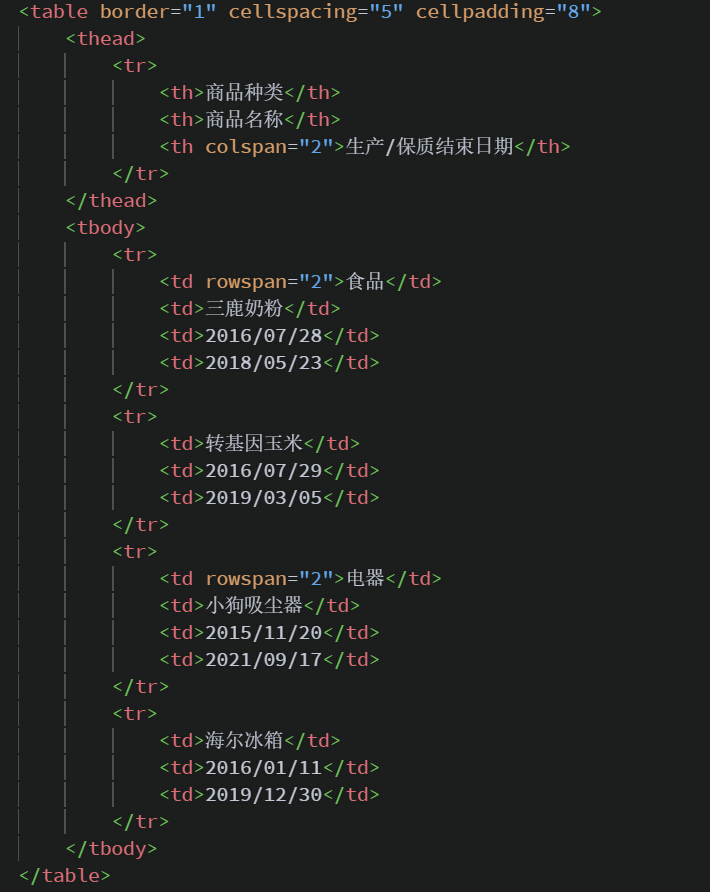 <table border="1" cellspacing="5" cellpadding="8">
    <thead>
        <tr>
            <th>商品种类</th>
            <th>商品名称</th>
            <th colspan="2">生产/保质结束日期</th>
        </tr>
    </thead>
    <tbody>
        <tr>
            <td rowspan="2">食品</td>
            <td>三鹿奶粉</td>
            <td>2016/07/28</td>
            <td>2018/05/23</td>
        </tr>
        <tr>
            <td>转基因玉米</td>
            <td>2016/07/29</td>
            <td>2019/03/05</td>
        </tr>
        <tr>
            <td rowspan="2">电器</td>
            <td>小狗吸尘器</td>
            <td>2015/11/20</td>
            <td>2021/09/17</td>
        </tr>
        <tr>
            <td>海尔冰箱</td>
            <td>2016/01/11</td>
            <td>2019/12/30</td>
        </tr>
    </tbody>
</table>